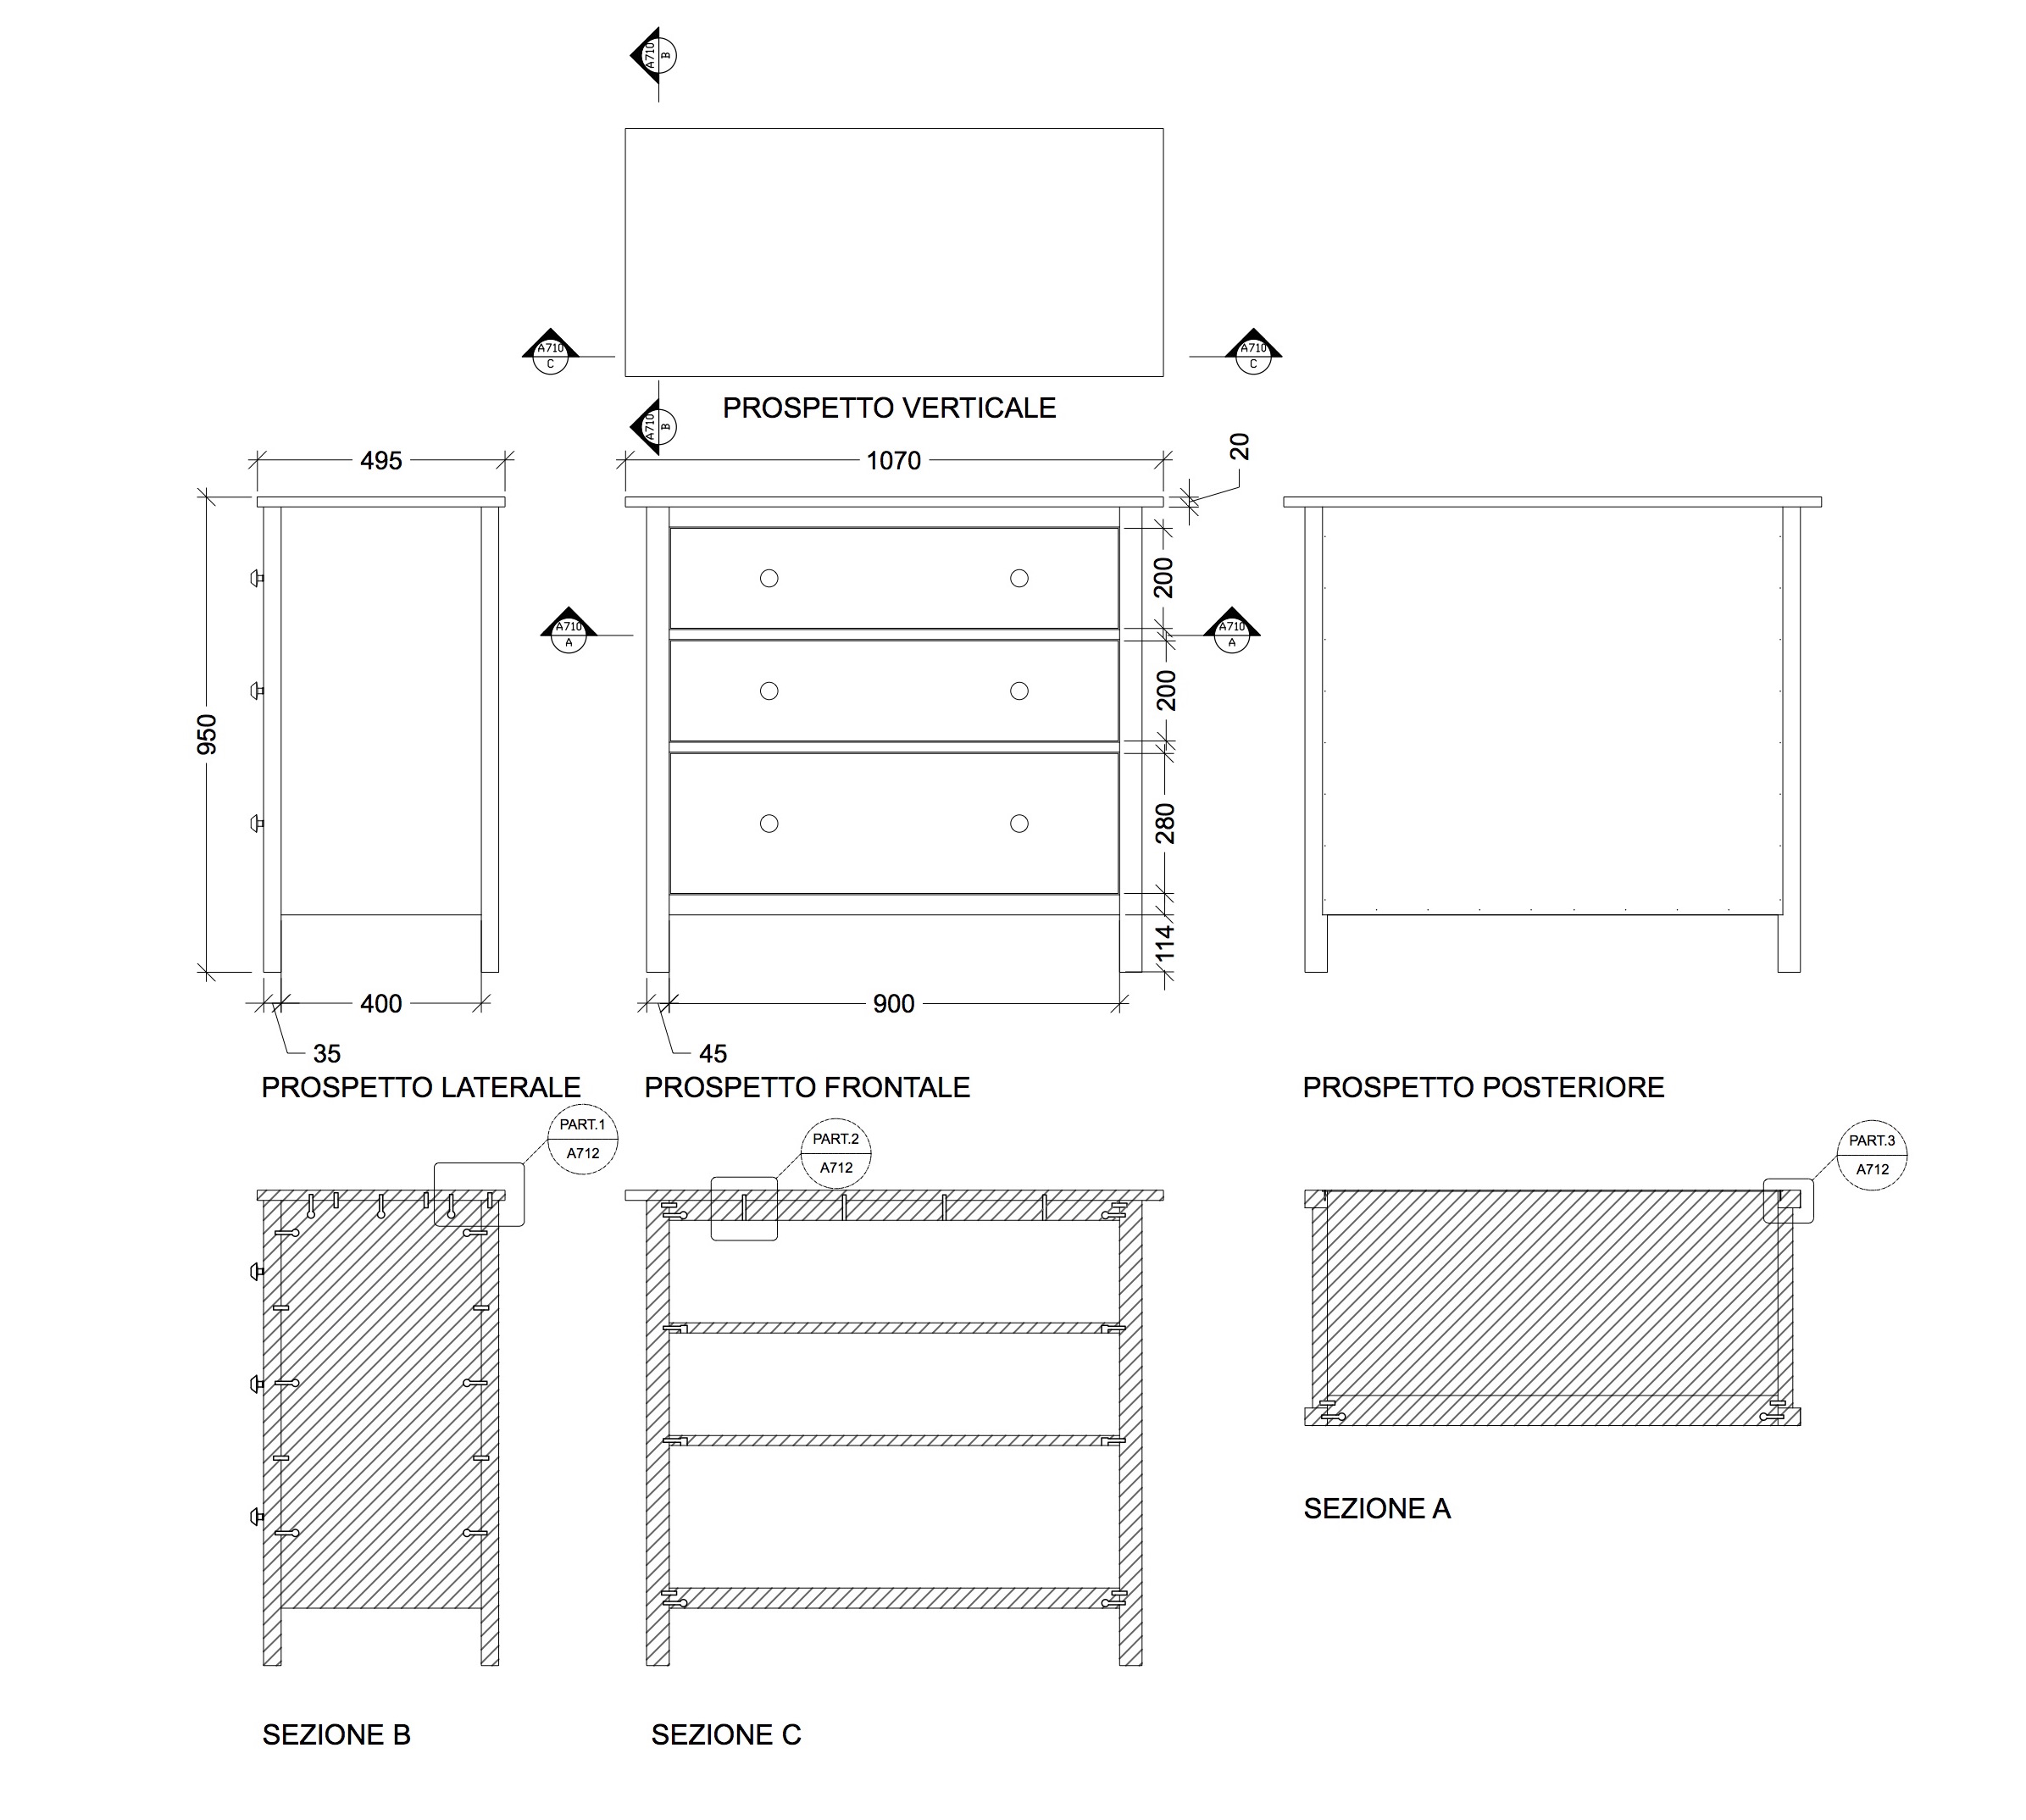 A710
B
A710
C
A710
C
PROSPETTO VERTICALE
A710
B
495
1070
20
950
200
A710
A
A710
A
200
280
114
400
900
35
45
PROSPETTO LATERALE
PROSPETTO FRONTALE
PROSPETTO POSTERIORE
PART.1
A712
PART.2
A712
PART.3
A712
SEZIONE A
SEZIONE B
SEZIONE C